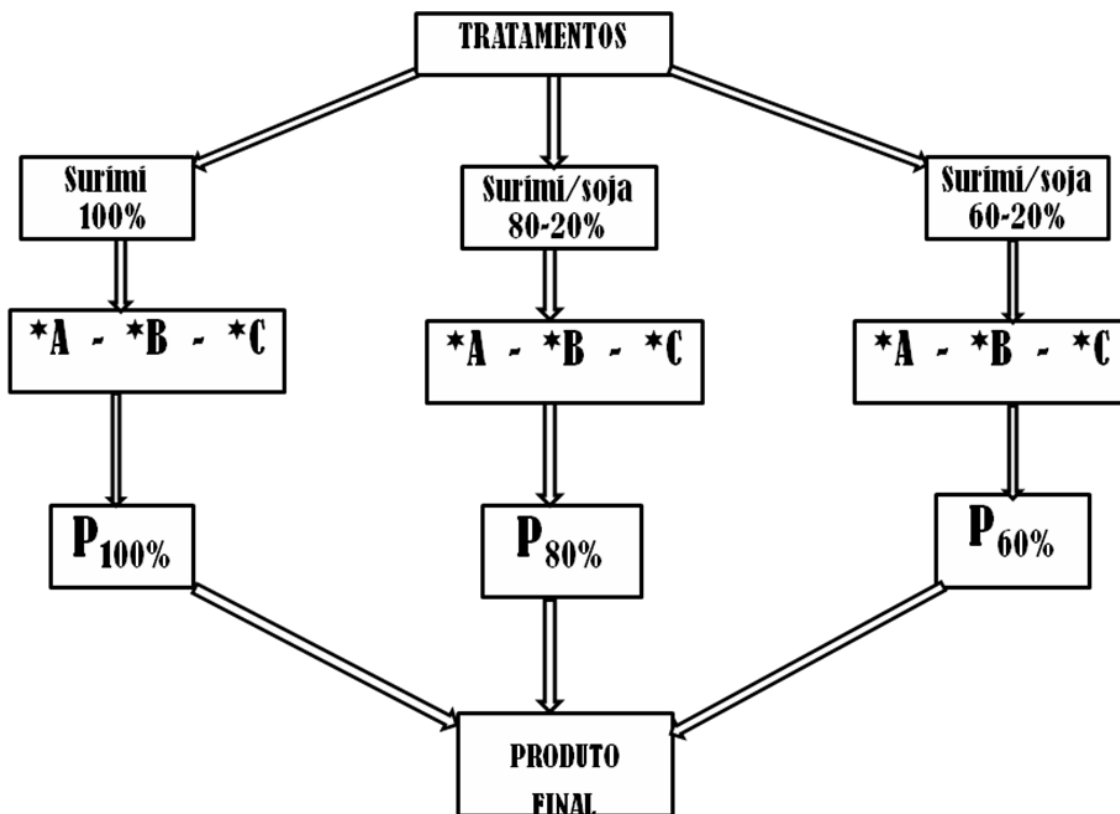 TRATAMENTOS
Surimi
100%
Surimi/soja
80-20%
Surimi/soja
60-20%
*A - *B - *C
*A - *B - *C
*A - *B - *C
P100%
P80%
P60%
PRODUTO
FINAL